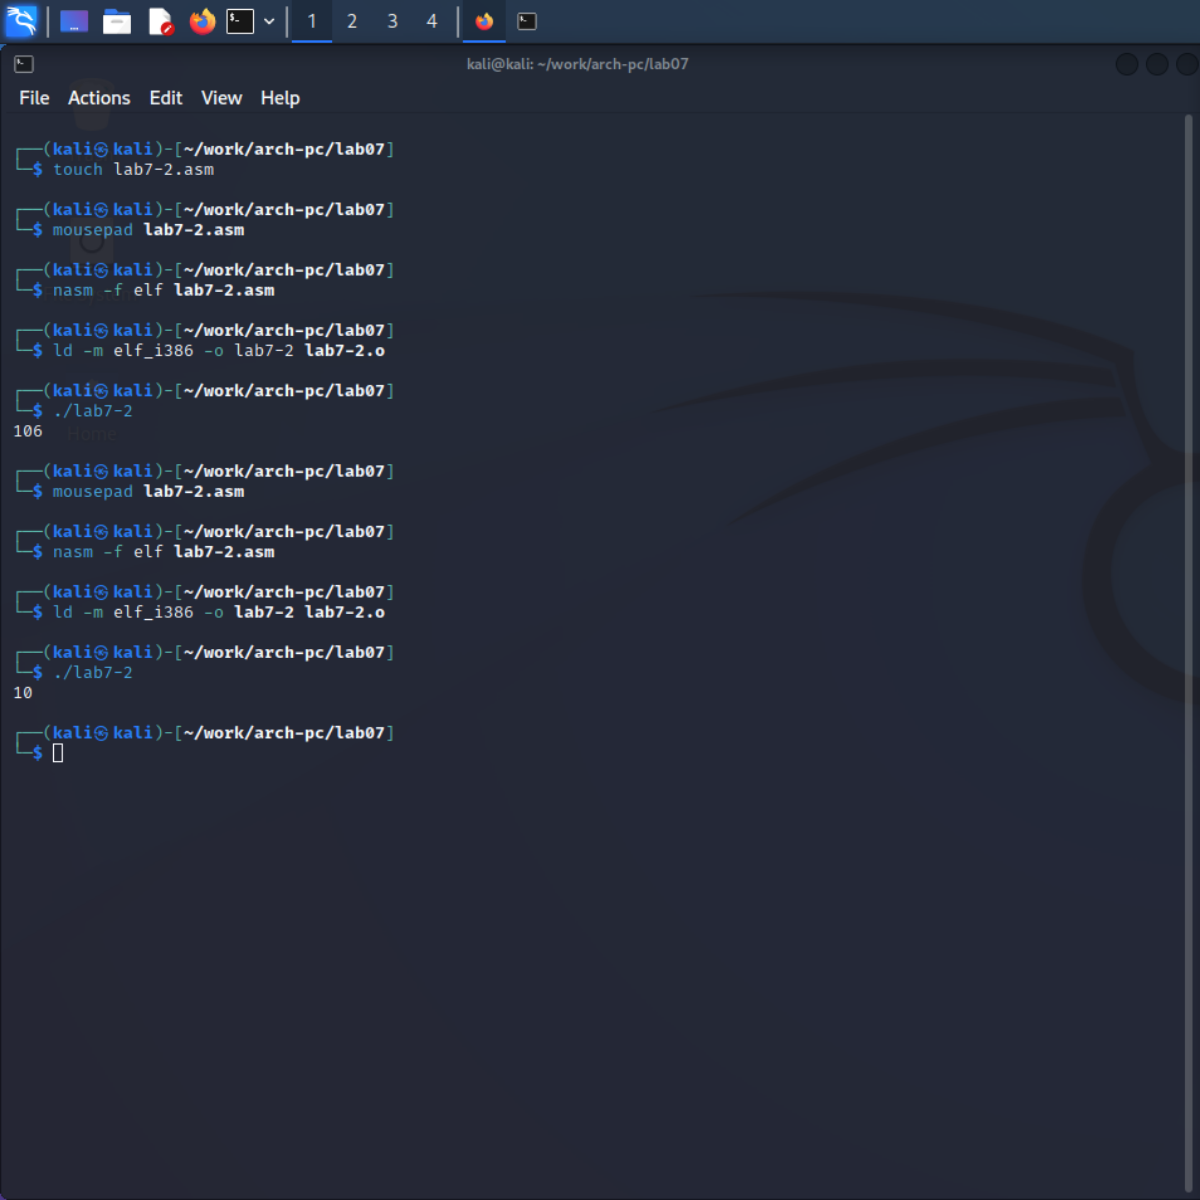 1 2 3 4
kali@kali: ~/work/arch-pc/lab07
File Actions Edit View Help
┌──(kali㉿kali)-[~/work/arch-pc/lab07]
└─$ touch lab7-2.asm
┌──(kali㉿kali)-[~/work/arch-pc/lab07]
└─$ mousepad lab7-2.asm
┌──(kali㉿kali)-[~/work/arch-pc/lab07]
└─$ nasm -f elf lab7-2.asm
┌──(kali㉿kali)-[~/work/arch-pc/lab07]
└─$ ld -m elf_i386 -o lab7-2 lab7-2.o
┌──(kali㉿kali)-[~/work/arch-pc/lab07]
└─$ ./lab7-2
106
Home
┌──(kali㉿kali)-[~/work/arch-pc/lab07]
└─$ mousepad lab7-2.asm
┌──(kali㉿kali)-[~/work/arch-pc/lab07]
└─$ nasm -f elf lab7-2.asm
┌──(kali㉿kali)-[~/work/arch-pc/lab07]
└─$ ld -m elf_i386 -o lab7-2 lab7-2.o
┌──(kali㉿kali)-[~/work/arch-pc/lab07]
└─$ ./lab7-2
10
┌──(kali㉿kali)-[~/work/arch-pc/lab07]
└─$